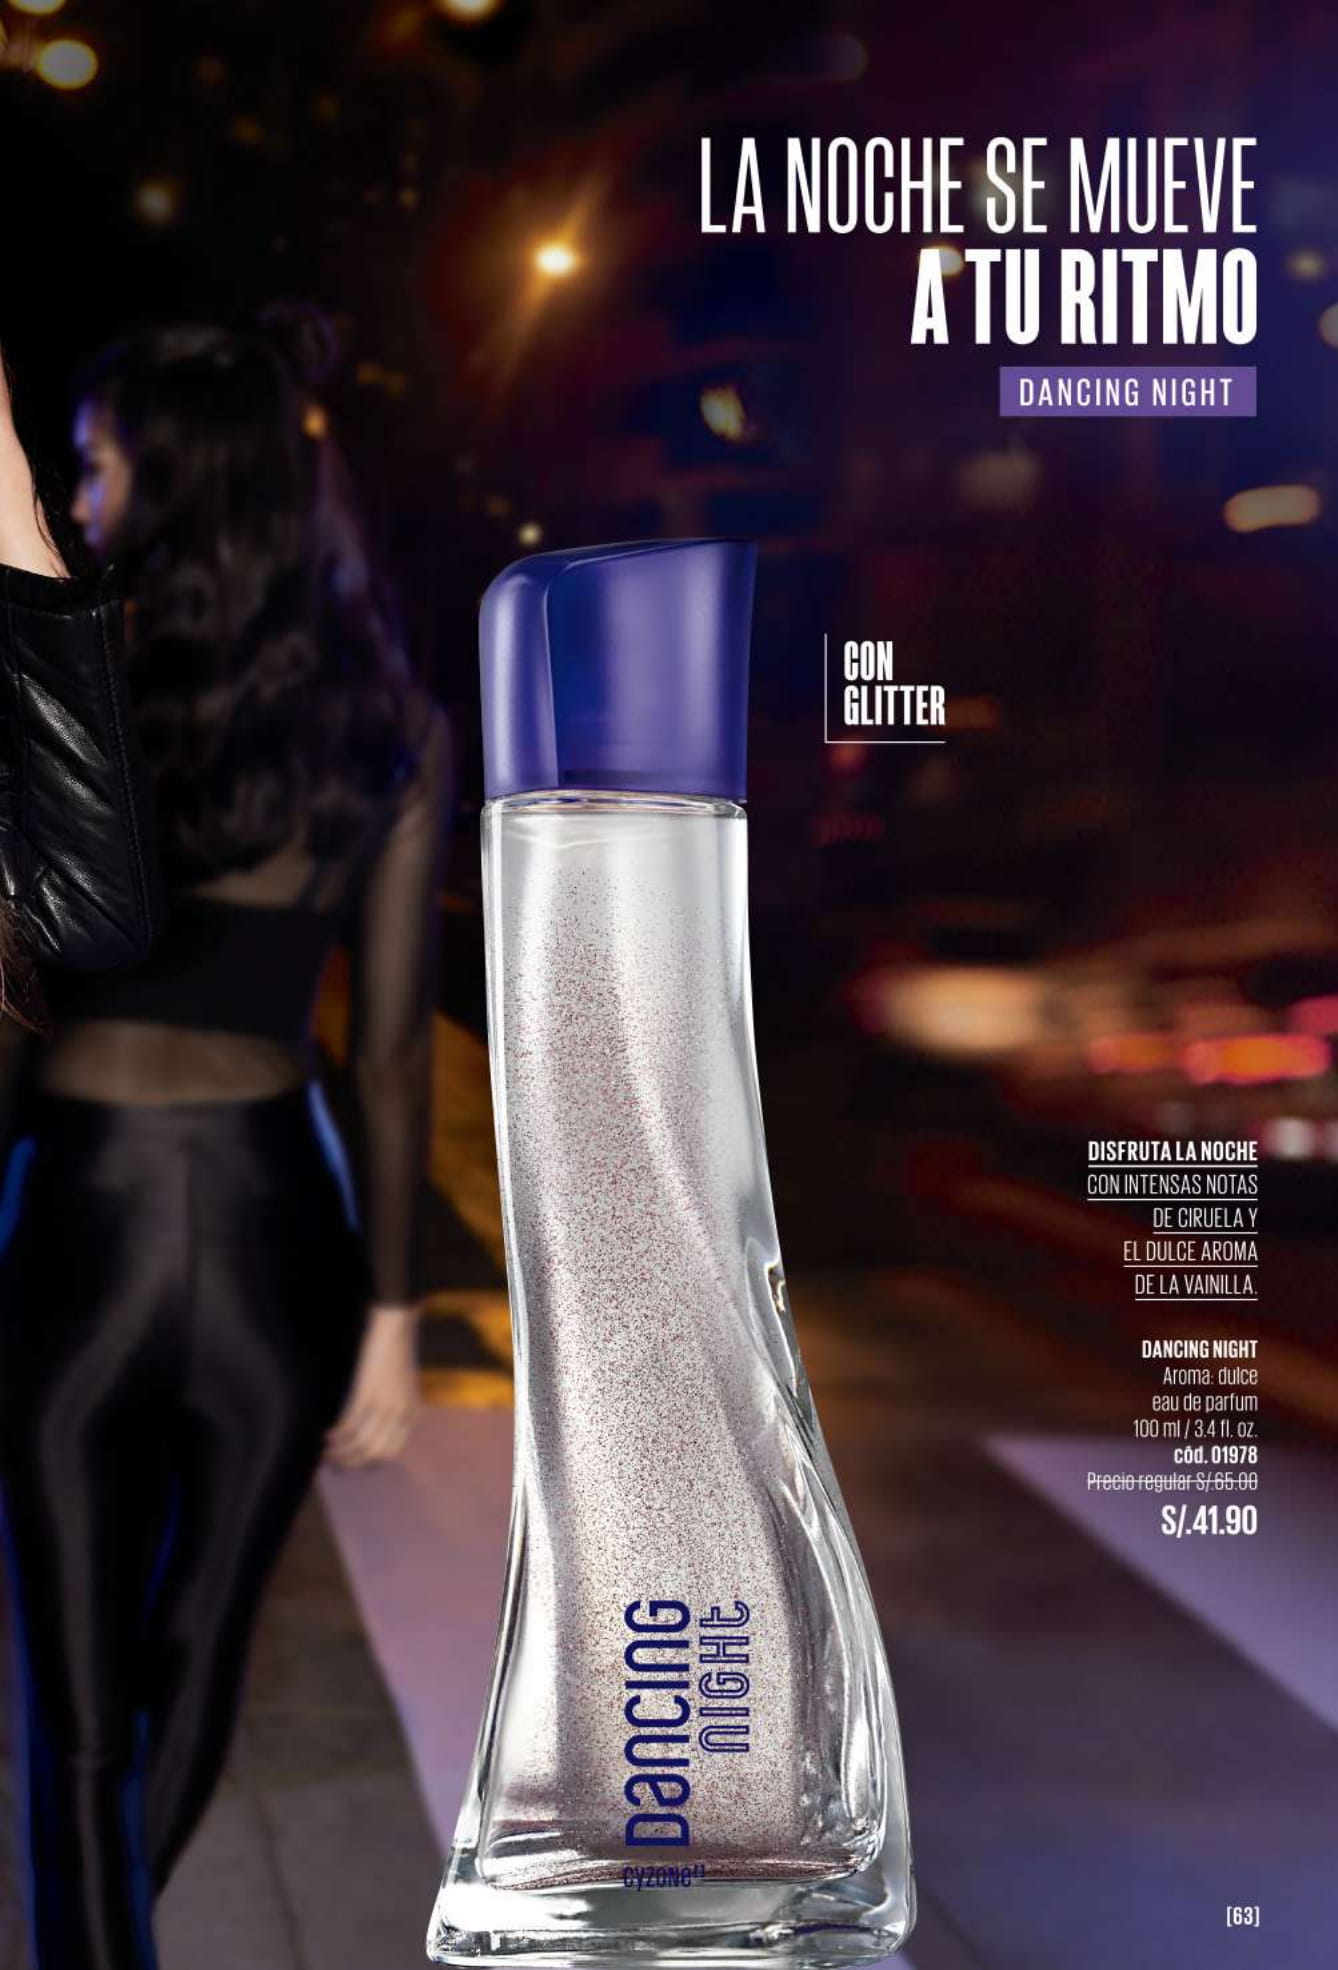 LA NOCHE SE MUEVE
A TU RITMO
DANCING NIGHT
CON
GLITTER
DISFRUTA LA NOCHE
CON INTENSAS NOTAS
DE CIRUELA Y
EL DULCE AROMA
DE LA VAINILLA.
DANCING NIGHT
Aroma: dulce
eau de parfum
100 ml / 3.4 fl. oz.
cód. 01978
Precio regular S/.65.00
S/.41.90
Dancing
night
cyzone
[63]